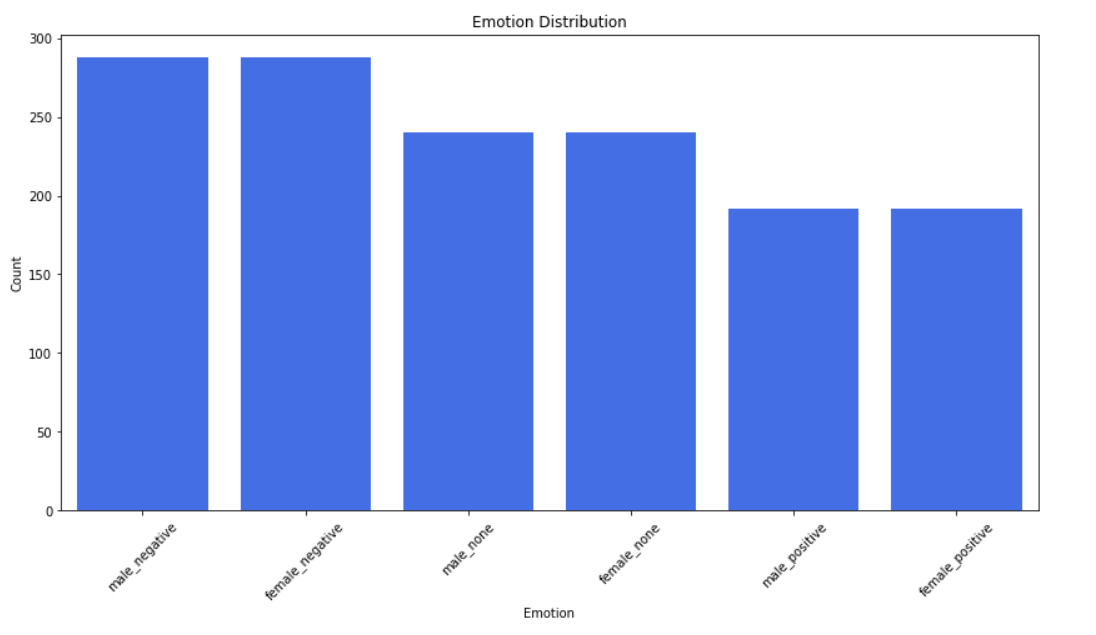 Emotion Distribution
300
250
200
150
100
50
0
Count
male_negative
female_negative
male_none
female_none
male_positive
female_positive
Emotion